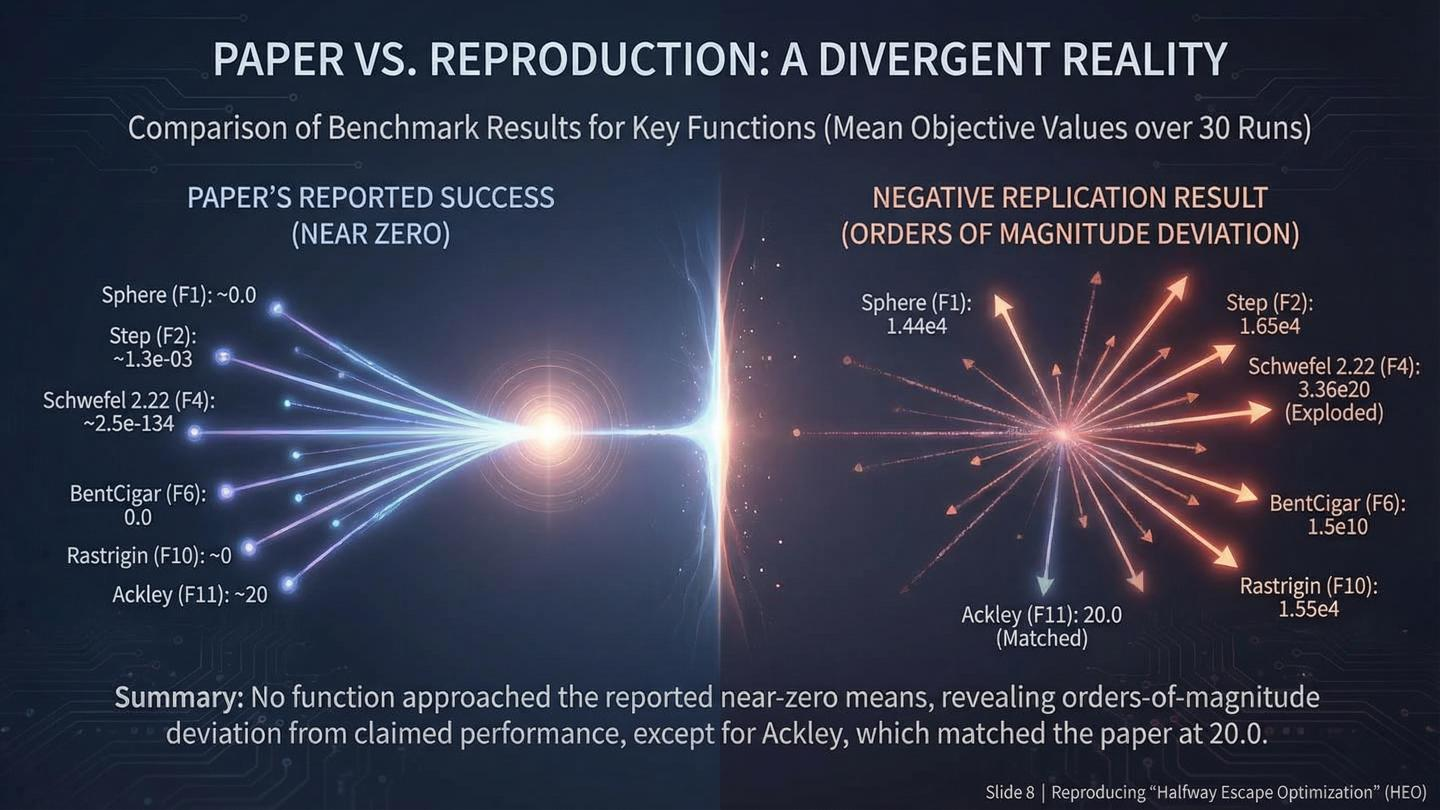 PAPER VS. REPRODUCTION: A DIVERGENT REALITY
Comparison of Benchmark Results for Key Functions (Mean Objective Values over 30 Runs)
PAPER’S REPORTED SUCCESS
(NEAR ZERO)
Sphere (F1): ~0.0
Step (F2):
~1.3e-03
Schwefel 2.22 (F4):
~2.5e-134
BentCigar (F6):
0.0
Rastrigin (F10): ~0
Ackley (F11): ~20
NEGATIVE REPLICATION RESULT
(ORDERS OF MAGNITUDE DEVIATION)
Sphere (F1):
1.44e4
Step (F2):
1.65e4
Schwefel 2.22 (F4):
3.36e20
(Exploded)
BentCigar (F6):
1.5e10
Rastrigin (F10):
1.55e4
Ackley (F11): 20.0
(Matched)
Summary: No function approached the reported near-zero means, revealing orders-of-magnitude
deviation from claimed performance, except for Ackley, which matched the paper at 20.0.
Slide 8 | Reproducing “Halfway Escape Optimization” (HEO)